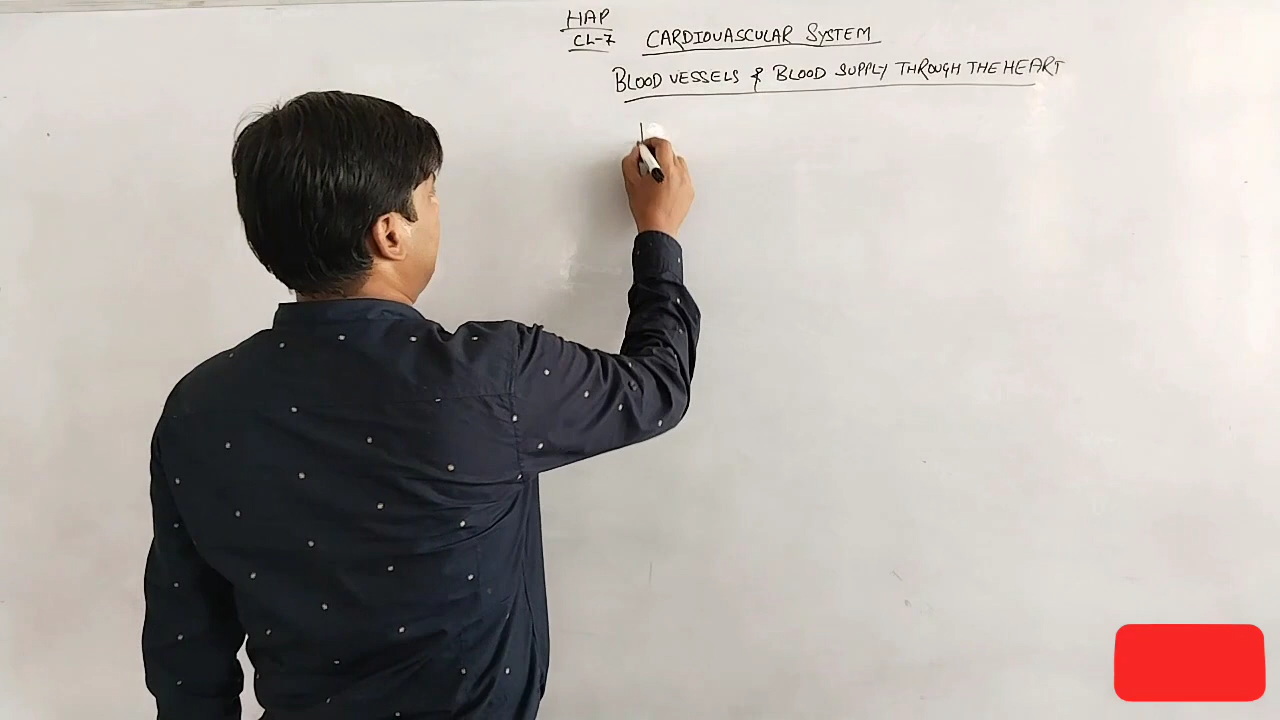 HAP
CL-7 CARDIOVASCULAR SYSTEM
BLOOD VESSELS & BLOOD SUPPLY THROUGH THE HEART